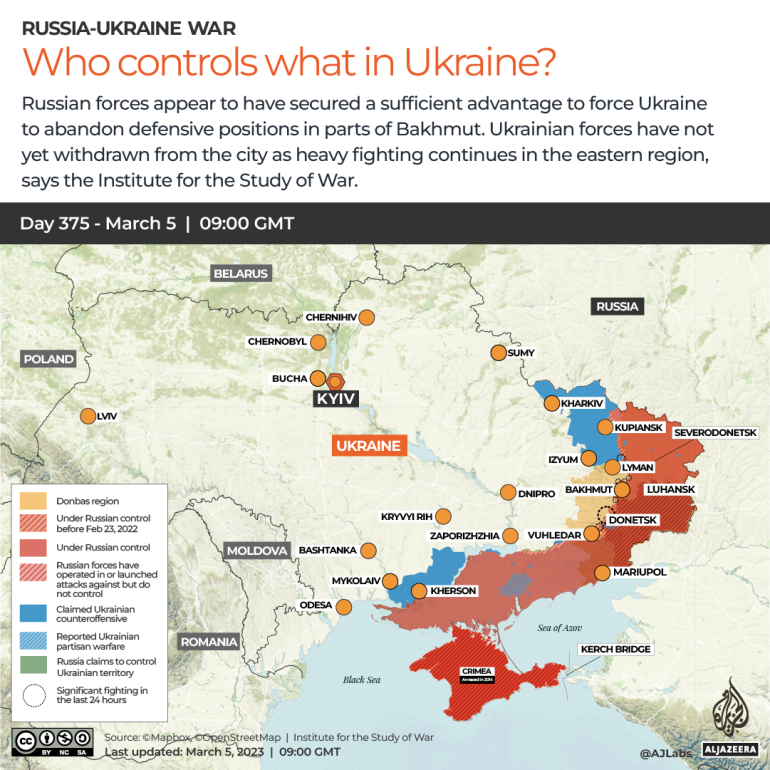 RUSSIA-UKRAINE WAR
Who controls what in Ukraine?
Russian forces appear to have secured a sufficient advantage to force Ukraine
to abandon defensive positions in parts of Bakhmut. Ukrainian forces have not
yet withdrawn from the city as heavy fighting continues in the eastern region,
says the Institute for the Study of War.
Day 375 - March 5 | 09:00 GMT
BELARUS
RUSSIA
CHERNIHIV
CHERNOBYL
SUMY
POLAND
BUCHA
KYIV
KHARKIV
LVIV
KUPIANSK
SEVERODONETSK
UKRAINE
IZYUM
LYMAN
DNIPRO
BAKHMUT
LUHANSK
KRYVYI RIH
DONETSK
ZAPORIZHZHIA
VUHLEDAR
MOLDOVA
BASHTANKA
MARIUPOL
MYKOLAIV
KHERSON
ODESA
Sea of Azov
ROMANIA
KERCH BRIDGE
CRIMEA
Annexed in 2014
Black Sea
Donbas region
Under Russian control
before Feb 23, 2022
Under Russian control
Russian forces have
operated in or launched
attacks against but do
not control
Claimed Ukrainian
counteroffensive
Reported Ukrainian
partisan warfare
Russia claims to control
Ukrainian territory
Significant fighting in
the last 24 hours
cc
BY NC SA
Source: ©Mapbox, ©OpenStreetMap | Institute for the Study of War
Last updated: March 5, 2023 | 09:00 GMT
@AJLabs
ALJAZEERA